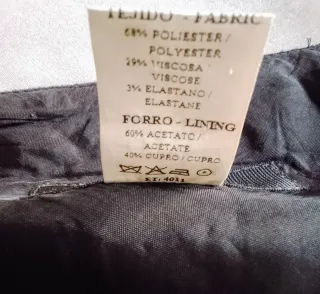 TEJIDO - FABRIC
68% POLIESTER /
POLYESTER
29% VISCOSA /
VISCOSE
3% ELASTANO /
ELASTANE
FORRO - LINING
60% ACETATO /
ACETATE
40% CUPRO / CUPRO